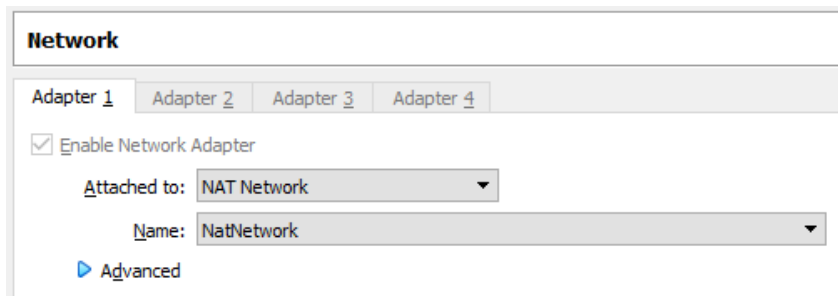 Network
Adapter 1 Adapter 2 Adapter 3 Adapter 4
Enable Network Adapter
Attached to: NAT Network
Name: NatNetwork
Advanced